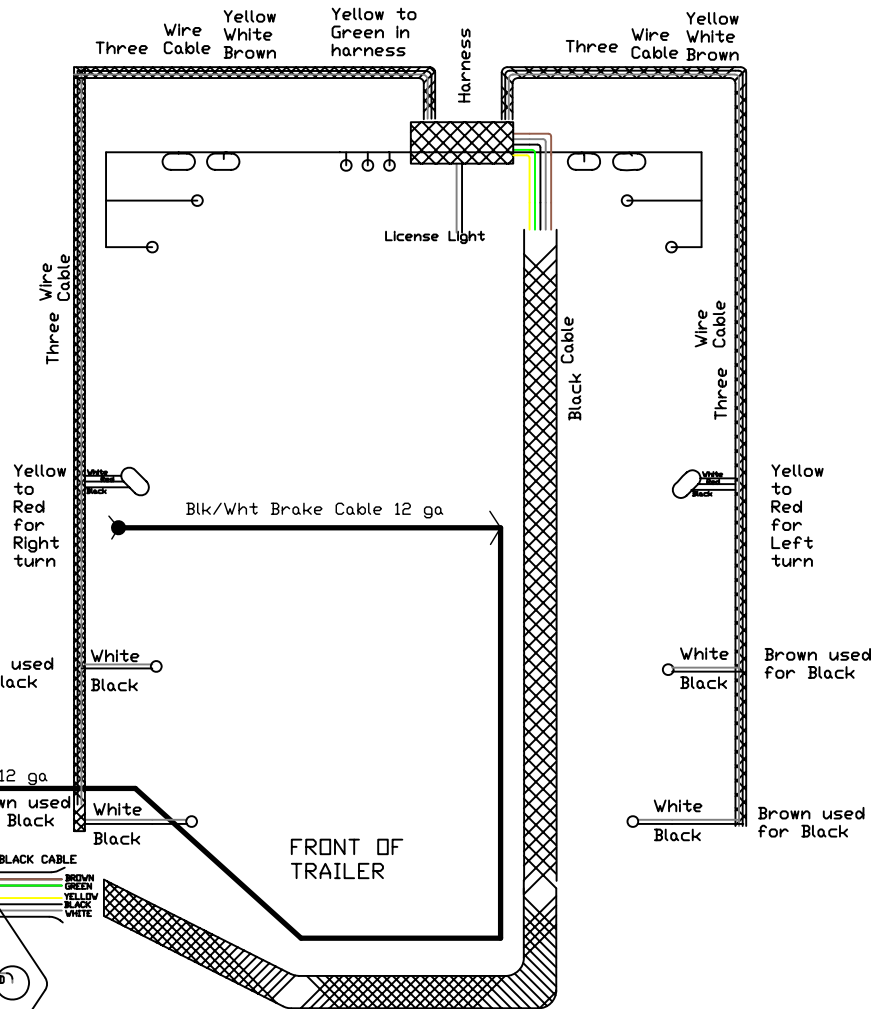 Three
Wire
Cable
Yellow
White
Brown
Yellow to
Green in
harness
Harness
Three
Wire
Cable
Yellow
White
Brown
License Light
Three
Wire
Cable
Black Cable
Three
Wire
Cable
Yellow
to
Red
for
Right
turn
White
Red
Black
Blk/Wht Brake Cable 12 ga
White
Red
Black
Yellow
to
Red
for
Left
turn
used
lack
White
Black
White
Black
Brown used
for Black
12 ga
wn used
Black
White
Black
White
Black
Brown used
for Black
FRONT OF
TRAILER
BLACK CABLE
BROWN
GREEN
YELLOW
BLACK
WHITE